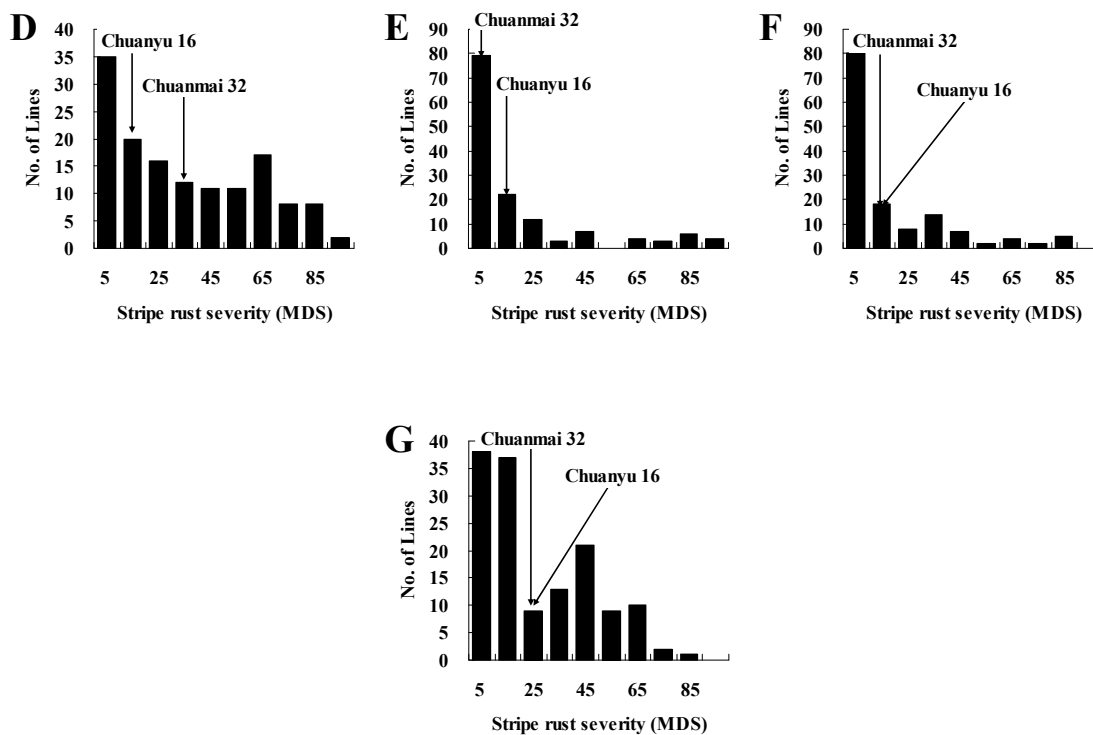 D
Chuanyu 16
Chuanmai 32
No. of Lines
40
35
30
25
20
15
10
5
0
5 25 45 65 85
Stripe rust severity (MDS)
E
Chuanmai 32
Chuanyu 16
No. of Lines
90
80
70
60
50
40
30
20
10
0
5 25 45 65 85
Stripe rust severity (MDS)
F
Chuanmai 32
Chuanyu 16
No. of Lines
90
80
70
60
50
40
30
20
10
0
5 25 45 65 85
Stripe rust severity (MDS)
G
Chuanmai 32
Chuanyu 16
No. of Lines
40
35
30
25
20
15
10
5
0
5 25 45 65 85
Stripe rust severity (MDS)